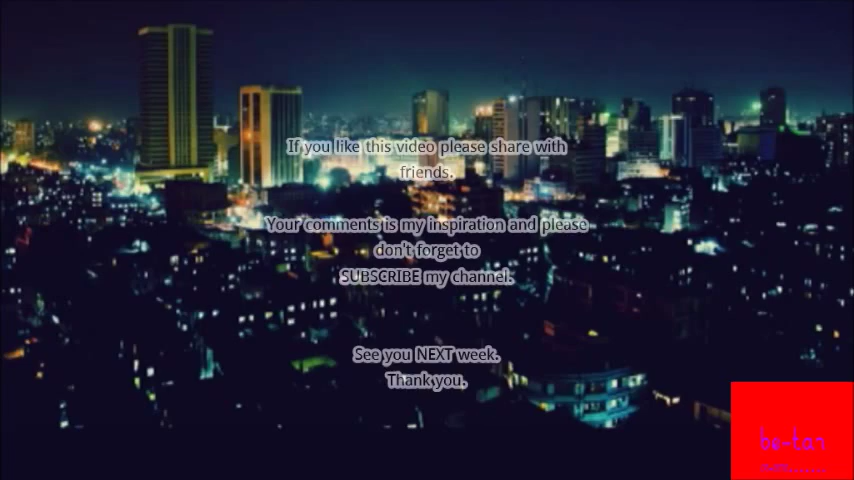 If you like this video please share with
friends.
Your comments is my inspiration and please
don't forget to
SUBSCRIBE my channel.
See you NEXT week.
Thank you.
be-tar